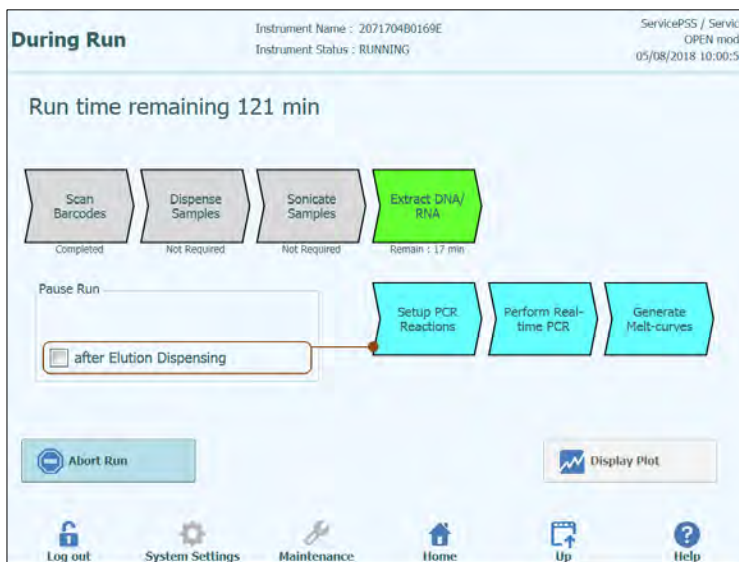 During Run
Instrument Name : 2071704B0169E
Instrument Status : RUNNING
ServicePSS / Servic
OPEN mod
05/08/2018 10:00:5
Run time remaining 121 min
Scan
Barcodes
Completed
Dispense
Samples
Not Required
Sonicate
Samples
Not Required
Extract DNA/
RNA
Remain : 17 min
Pause Run
after Elution Dispensing
Setup PCR
Reactions
Perform Real-
time PCR
Generate
Melt-curves
Abort Run
Display Plot
Log out
System Settings
Maintenance
Home
Up
Help